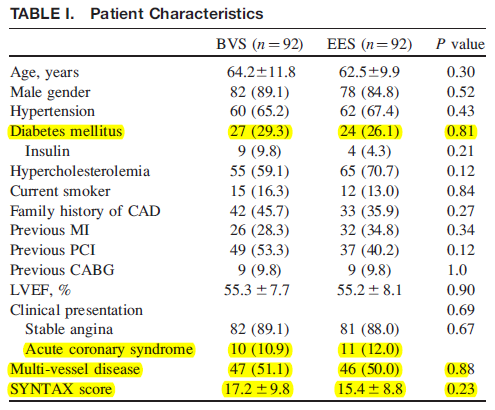 TABLE I. Patient Characteristics
BVS (n=92) EES (n=92) P value
Age, years 64.2±11.8 62.5±9.9 0.30
Male gender 82 (89.1) 78 (84.8) 0.52
Hypertension 60 (65.2) 62 (67.4) 0.43
Diabetes mellitus 27 (29.3) 24 (26.1) 0.81
Insulin 9 (9.8) 4 (4.3) 0.21
Hypercholesterolemia 55 (59.1) 65 (70.7) 0.12
Current smoker 15 (16.3) 12 (13.0) 0.84
Family history of CAD 42 (45.7) 33 (35.9) 0.27
Previous MI 26 (28.3) 32 (34.8) 0.34
Previous PCI 49 (53.3) 37 (40.2) 0.12
Previous CABG 9 (9.8) 9 (9.8) 1.0
LVEF, % 55.3 ±7.7 55.2 ± 8.1 0.90
Clinical presentation 0.69
Stable angina 82 (89.1) 81 (88.0) 0.67
Acute coronary syndrome 10 (10.9) 11 (12.0)
Multi-vessel disease 47 (51.1) 46 (50.0) 0.88
SYNTAX score 17.2 ±9.8 15.4 ± 8.8 0.23